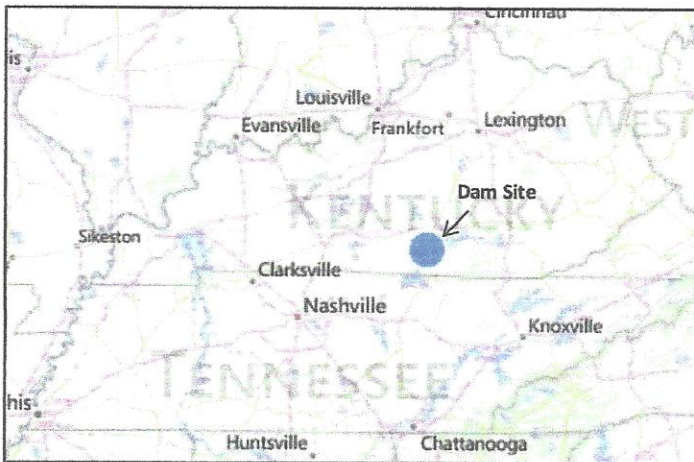 Cincinnati
is
Louisville
Evansville
Frankfort
Lexington
WEST
Dam Site
KENTUCKY
Sikeston
Clarksville
Nashville
Knoxville
TENNESSEE
his
Huntsville
Chattanooga